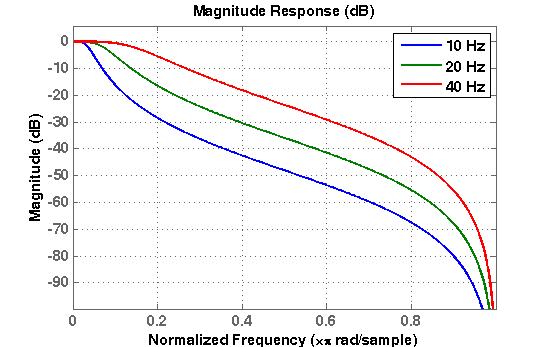 Magnitude Response (dB)
0
-10
-20
-30
-40
-50
-60
-70
-80
-90
Magnitude (dB)
10 Hz
20 Hz
40 Hz
0
0.2
0.4
0.6
0.8
Normalized Frequency (×π rad/sample)